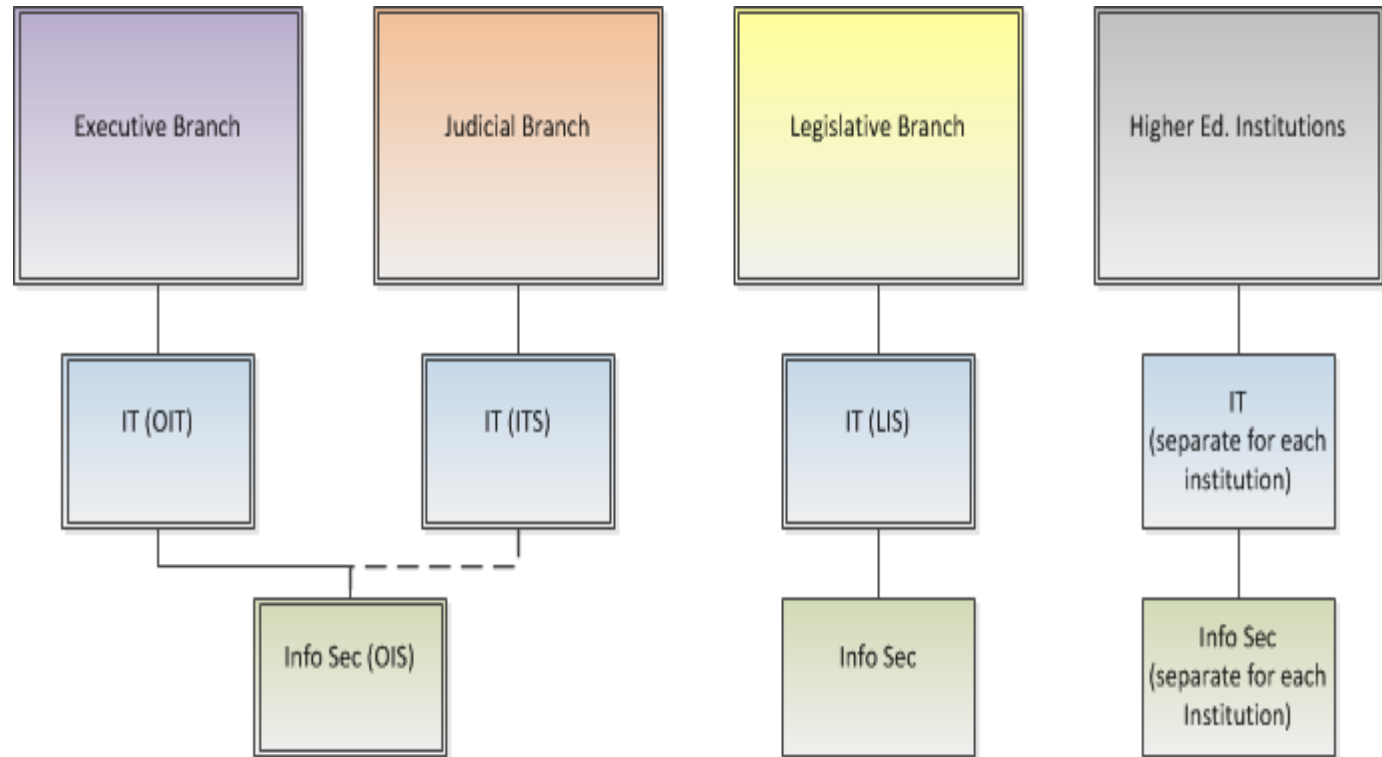 Executive Branch
Judicial Branch
Legislative Branch
Higher Ed. Institutions
IT (OIT)
IT (ITS)
IT (LIS)
IT
(separate for each
institution)
Info Sec (OIS)
Info Sec
Info Sec
(separate for each
Institution)